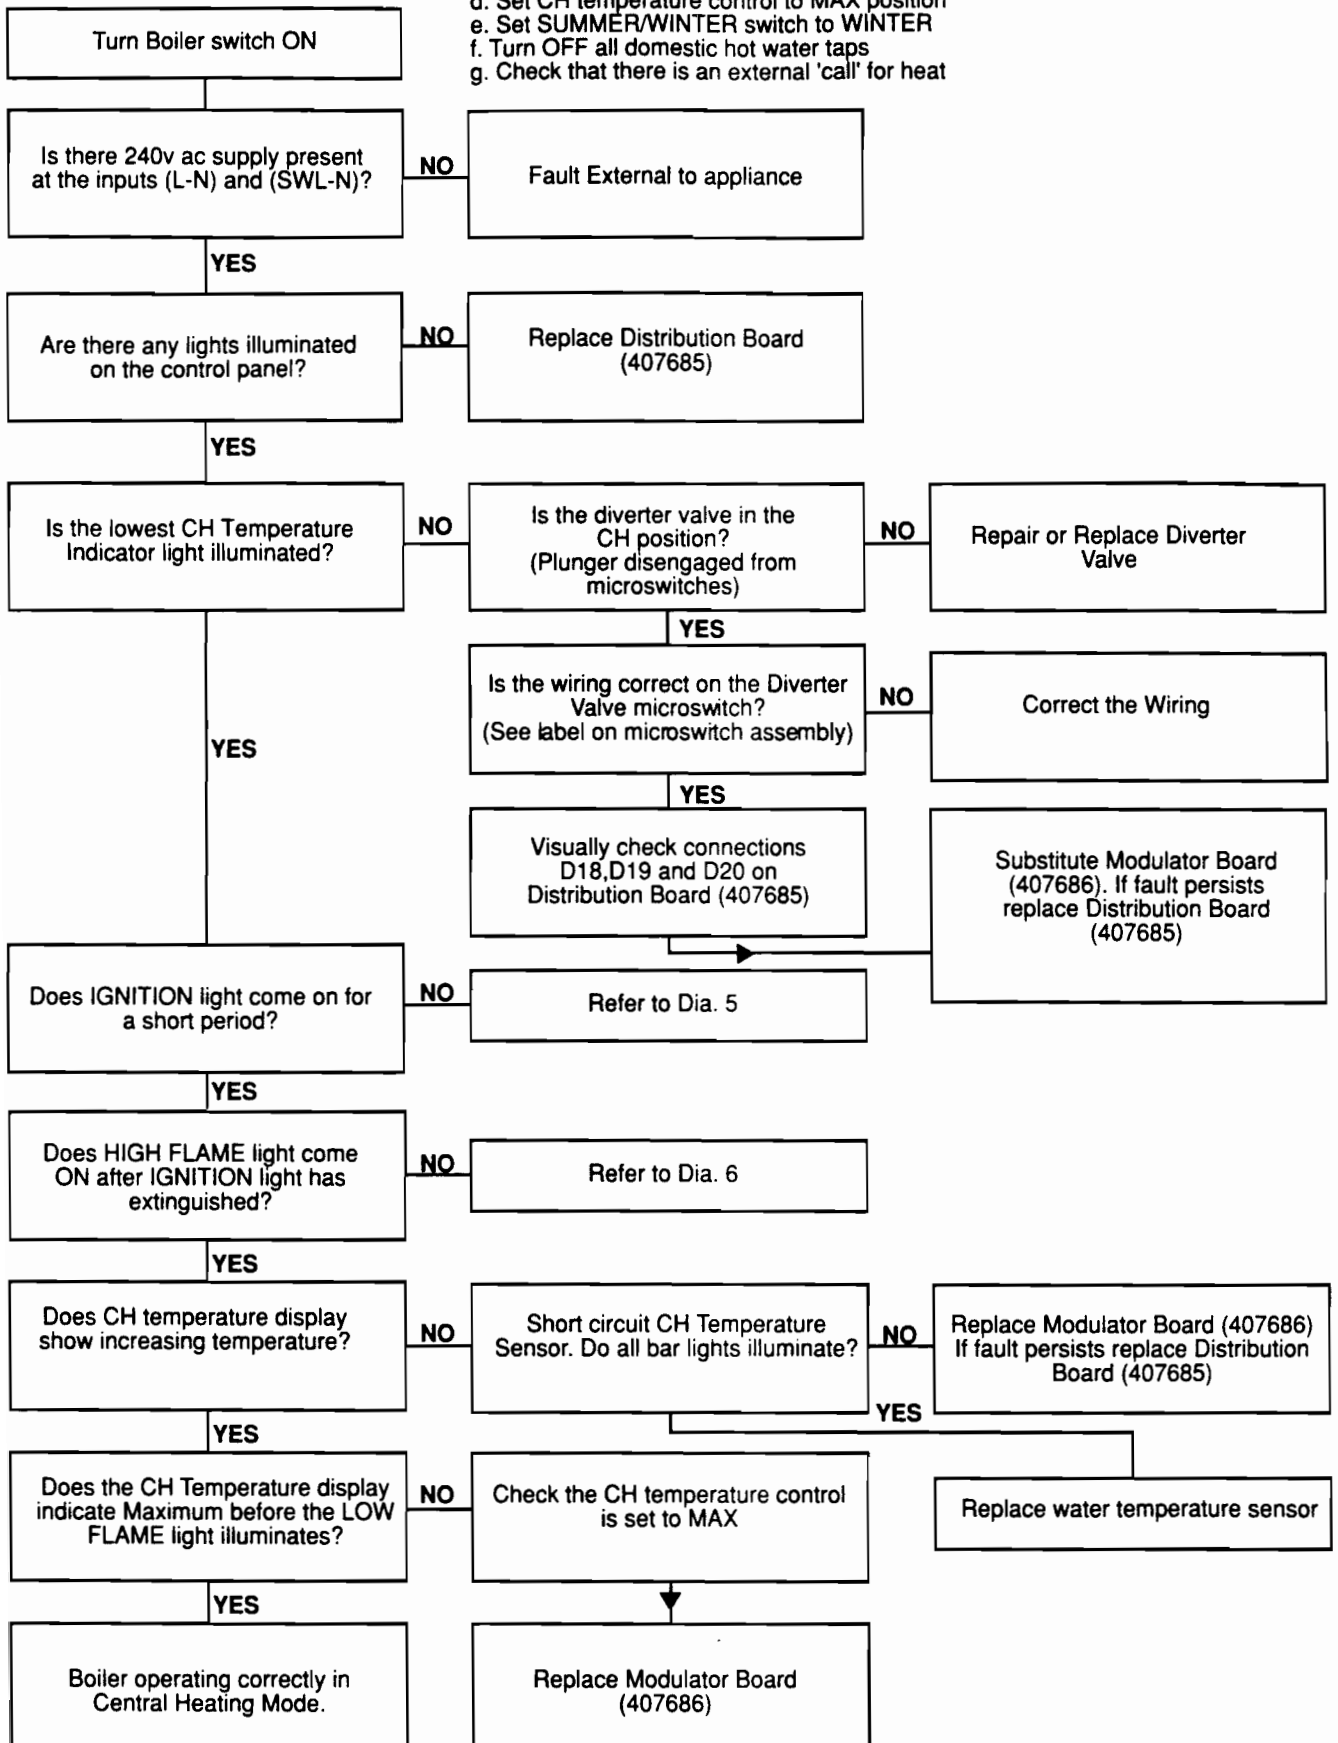 d. Set CH temperature control to MAX position
e. Set SUMMER/WINTER switch to WINTER
f. Turn OFF all domestic hot water taps
g. Check that there is an external 'call' for heat
Turn Boiler switch ON
Is there 240v ac supply present
at the inputs (L-N) and (SWL-N)?
NO
Fault External to appliance
YES
Are there any lights illuminated
on the control panel?
NO
Replace Distribution Board
(407685)
YES
Is the lowest CH Temperature
Indicator light illuminated?
NO
Is the diverter valve in the
CH position?
(Plunger disengaged from
microswitches)
NO
Repair or Replace Diverter
Valve
YES
Is the wiring correct on the Diverter
Valve microswitch?
(See label on microswitch assembly)
NO
Correct the Wiring
YES
YES
Visually check connections
D18,D19 and D20 on
Distribution Board (407685)
Substitute Modulator Board
(407686). If fault persists
replace Distribution Board
(407685)
Does IGNITION light come on for
a short period?
NO
Refer to Dia. 5
YES
Does HIGH FLAME light come
ON after IGNITION light has
extinguished?
NO
Refer to Dia. 6
YES
Does CH temperature display
show increasing temperature?
NO
Short circuit CH Temperature
Sensor. Do all bar lights illuminate?
NO
Replace Modulator Board (407686)
If fault persists replace Distribution
Board (407685)
YES
YES
Does the CH Temperature display
indicate Maximum before the LOW
FLAME light illuminates?
NO
Check the CH temperature control
is set to MAX
Replace water temperature sensor
YES
Boiler operating correctly in
Central Heating Mode.
Replace Modulator Board
(407686)